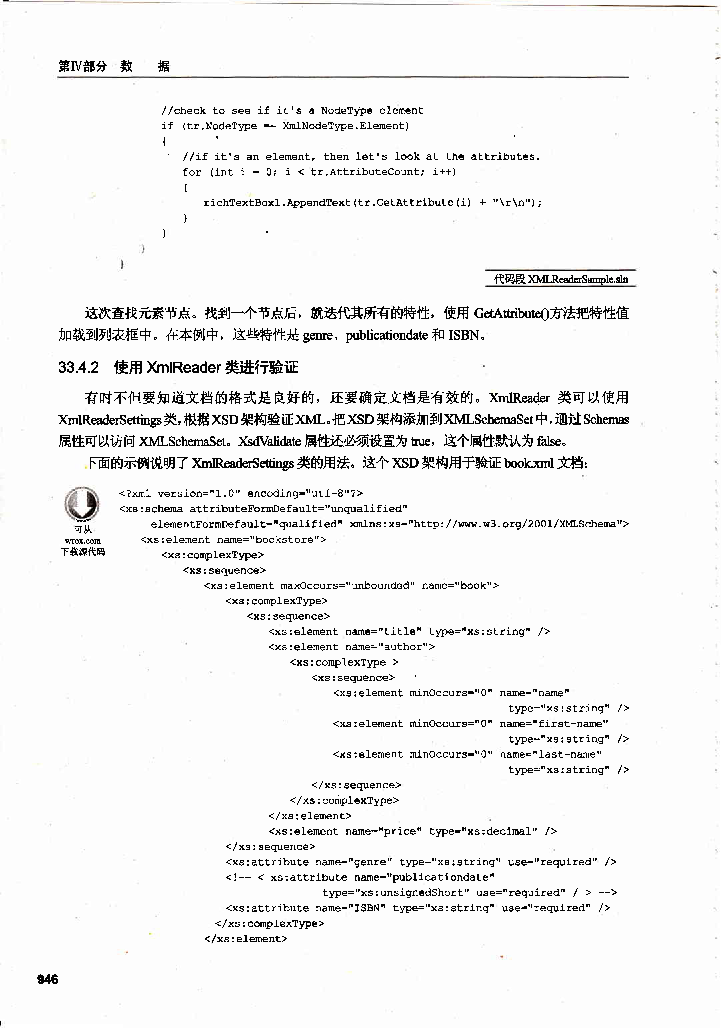 第IV部分 数 据
//check to see if it's a NodeType element
if (tr.NodeType == XmlNodeType.Element)
{
//if it's an element, then let's look at the attributes.
for (int i = 0; i < tr.AttributeCount; i++)
{
richTextBox1.AppendText(tr.GetAttribute(i) + "\r\n");
}
}
}
}
代码段 XMLReaderSample.sln
这次查找元素节点。找到一个节点后，就迭代其所有的特性，使用 GetAttribute()方法把特性值
加载到列表框中。在本例中，这些特性是 genre、publicationdate 和 ISBN。
33.4.2 使用 XmlReader 类进行验证
有时不但要知道文档的格式是良好的，还要确定文档是有效的。XmlReader 类可以使用
XmlReaderSettings 类，根据 XSD 架构验证 XML。把 XSD 架构添加到 XMLSchemaSet 中，通过 Schemas
属性可以访问 XMLSchemaSet。XsdValidate 属性还必须设置为 true，这个属性默认为 false。
下面的示例说明了 XmlReaderSettings 类的用法。这个 XSD 架构用于验证 book.xml 文档：
可从
wrox.com
下载源代码
<?xml version="1.0" encoding="utf-8"?>
<xs:schema attributeFormDefault="unqualified"
elementFormDefault="qualified" xmlns:xs="http://www.w3.org/2001/XMLSchema">
<xs:element name="bookstore">
<xs:complexType>
<xs:sequence>
<xs:element maxOccurs="unbounded" name="book">
<xs:complexType>
<xs:sequence>
<xs:element name="title" type="xs:string" />
<xs:element name="author">
<xs:complexType >
<xs:sequence>
<xs:element minOccurs="0" name="name"
type="xs:string" />
<xs:element minOccurs="0" name="first-name"
type="xs:string" />
<xs:element minOccurs="0" name="last-name"
type="xs:string" />
</xs:sequence>
</xs:complexType>
</xs:element>
<xs:element name="price" type="xs:decimal" />
</xs:sequence>
<xs:attribute name="genre" type="xs:string" use="required" />
<!-- < xs:attribute name="publicationdate"
type="xs:unsignedShort" use="required" / > -->
<xs:attribute name="ISBN" type="xs:string" use="required" />
</xs:complexType>
</xs:element>
946